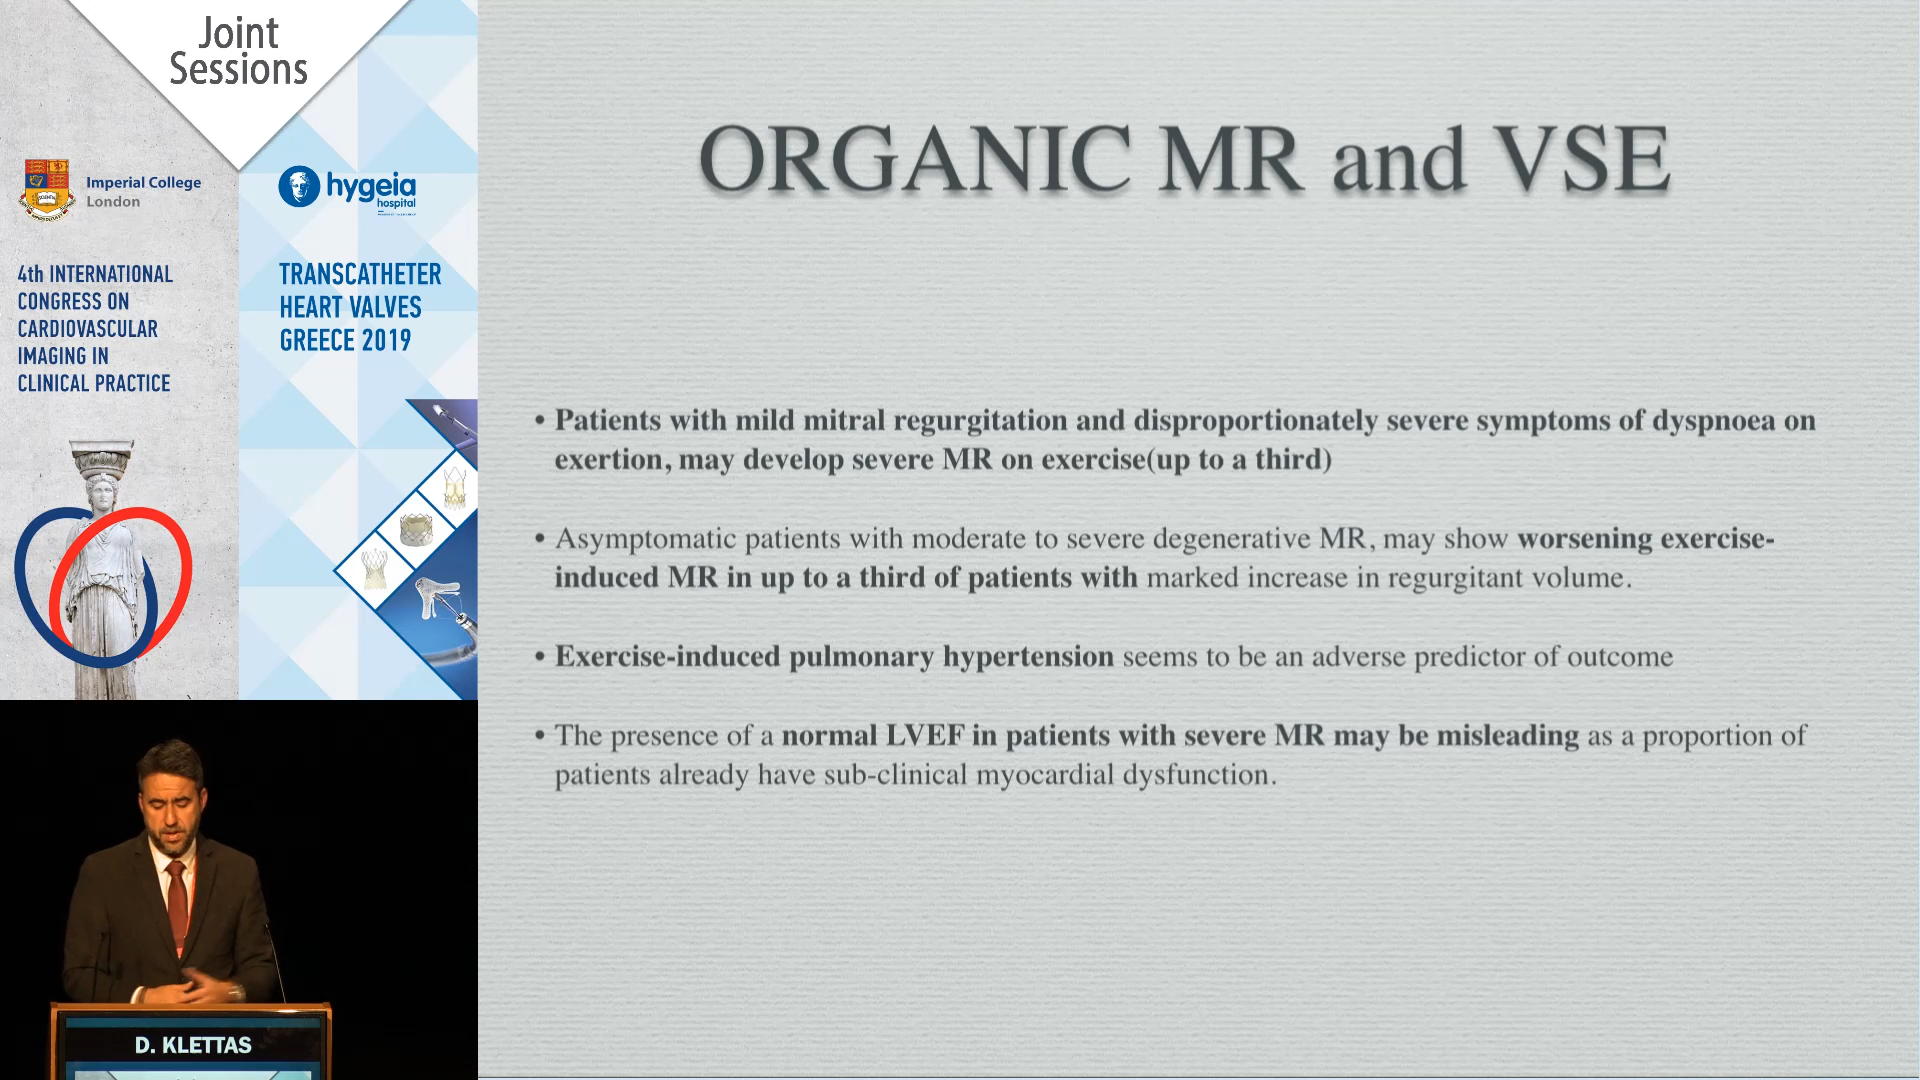 Joint
Sessions
Imperial College
London
hygeia
hospital
4th INTERNATIONAL
CONGRESS ON
CARDIOVASCULAR
IMAGING IN
CLINICAL PRACTICE
TRANSCATHETER
HEART VALVES
GREECE 2019
D. KLETTAS
ORGANIC MR and VSE
• Patients with mild mitral regurgitation and disproportionately severe symptoms of dyspnoea on
exertion, may develop severe MR on exercise(up to a third)
• Asymptomatic patients with moderate to severe degenerative MR, may show worsening exercise-
induced MR in up to a third of patients with marked increase in regurgitant volume.
• Exercise-induced pulmonary hypertension seems to be an adverse predictor of outcome
• The presence of a normal LVEF in patients with severe MR may be misleading as a proportion of
patients already have sub-clinical myocardial dysfunction.